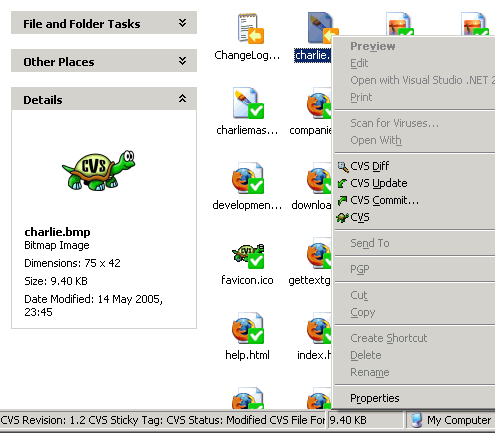 File and Folder Tasks
Other Places
Details
CVS
charlie.bmp
Bitmap Image
Dimensions: 75 x 42
Size: 9.40 KB
Date Modified: 14 May 2005,
23:45
ChangeLog...
charlie.
charliemas...
companie
developmen...
downloa
favicon.ico
gettextg
help.html
index.h
Preview
Edit
Open with Visual Studio .NET 2
Print
Scan for Viruses...
Open With
CVS Diff
CVS Update
CVS Commit...
CVS
Send To
PGP
Cut
Copy
Create Shortcut
Delete
Rename
Properties
CVS Revision: 1.2 CVS Sticky Tag: CVS Status: Modified CVS File For 9.40 KB My Computer